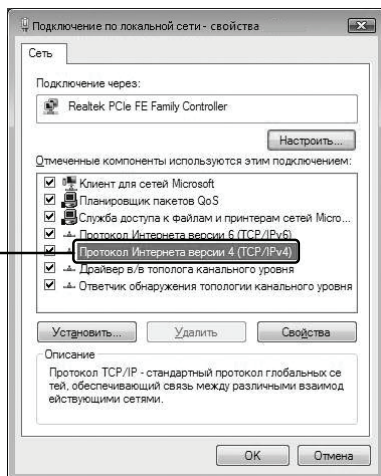 Подключение по локальной сети - свойства
Сеть
Подключение через:
Realtek PCIe FE Family Controller
Настроить...
Отмеченные компоненты используются этим подключением:
Клиент для сетей Microsoft
Планировщик пакетов QoS
Служба доступа к файлам и принтерам сетей Micro...
Протокол Интернета версии 6 (TCP/IPv6)
Протокол Интернета версии 4 (TCP/IPv4)
Драйвер в/в тополога канального уровня
Ответчик обнаружения топологии канального уровня
Установить...
Удалить
Свойства
Описание
Протокол TCP/IP - стандартный протокол глобальных се
тей, обеспечивающий связь между различными взаимод
ействующими сетями.
OK
Отмена